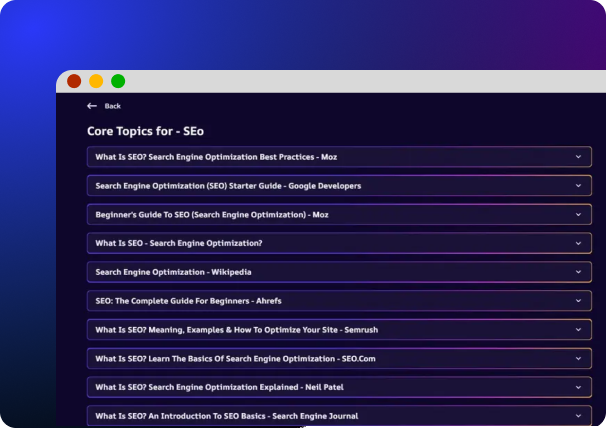 Back
Core Topics for - SEo
What Is SEO? Search Engine Optimization Best Practices - Moz
Search Engine Optimization (SEO) Starter Guide - Google Developers
Beginner's Guide To SEO (Search Engine Optimization) - Moz
What Is SEO - Search Engine Optimization?
Search Engine Optimization - Wikipedia
SEO: The Complete Guide For Beginners - Ahrefs
What Is SEO? Meaning, Examples & How To Optimize Your Site - Semrush
What Is SEO? Learn The Basics Of Search Engine Optimization - SEO.Com
What Is SEO? Search Engine Optimization Explained - Neil Patel
What Is SEO? An Introduction To SEO Basics - Search Engine Journal